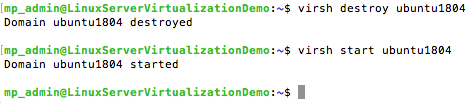 [mp_admin@LinuxServerVirtualizationDemo:~$ virsh destroy ubuntu1804
Domain ubuntu1804 destroyed
[mp_admin@LinuxServerVirtualizationDemo:~$ virsh start ubuntu1804
Domain ubuntu1804 started
mp_admin@LinuxServerVirtualizationDemo:~$